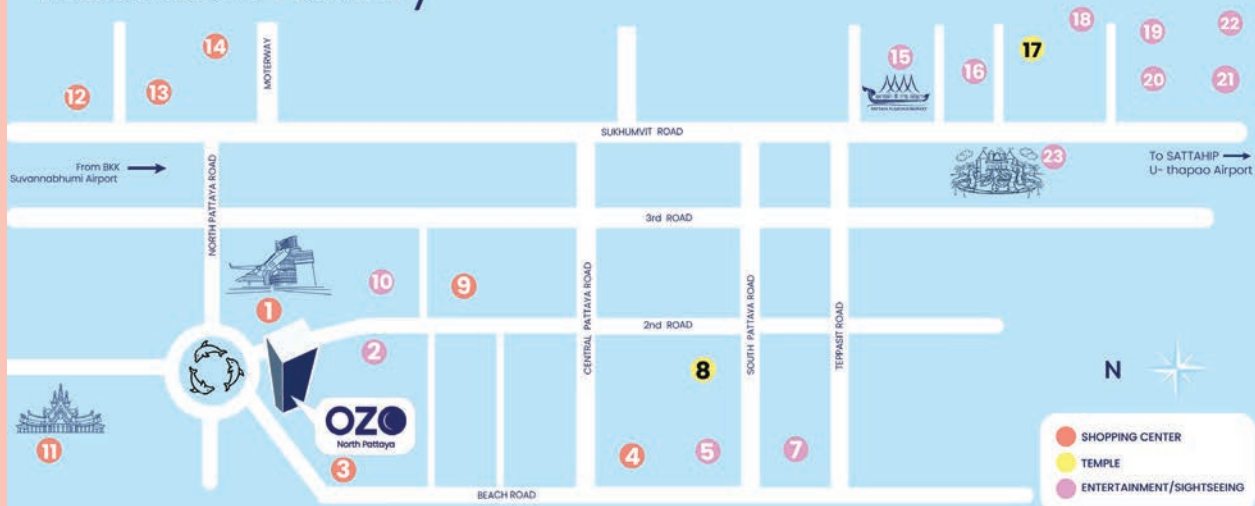 18
22
19
14
17
15
16
20
21
12
13
MOTERWAY
SUKHUMVIT ROAD
From BKK
Suvannabhumi Airport
23
To SATTAHIP
U- thapao Airport
NORTH PATTAYA ROAD
3rd ROAD
10
9
1
CENTRAL PATTAYA ROAD
SOUTH PATTAYA ROAD
TEPPASIT ROAD
2nd ROAD
2
8
N
OZO
North Pattaya
11
3
4
5
7
SHOPPING CENTER
TEMPLE
ENTERTAINMENT/SIGHTSEEING
BEACH ROAD